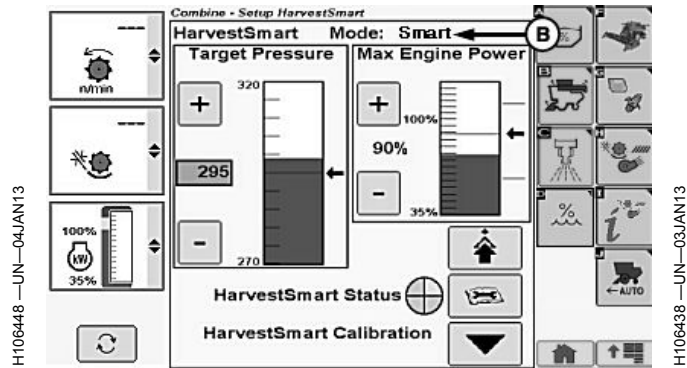 Combine - Setup HarvestSmart
HarvestSmart Mode: Smart
B
Target Pressure
Max Engine Power
---
n/min
---
100%
kW
35%
320
+
295
-
270
+
100%
90%
-
35%
HarvestSmart Status
HarvestSmart Calibration
A
B
C
D
E
F
%
i
←AUTO
H106448 —UN—04JAN13
H106438 —UN—03JAN13